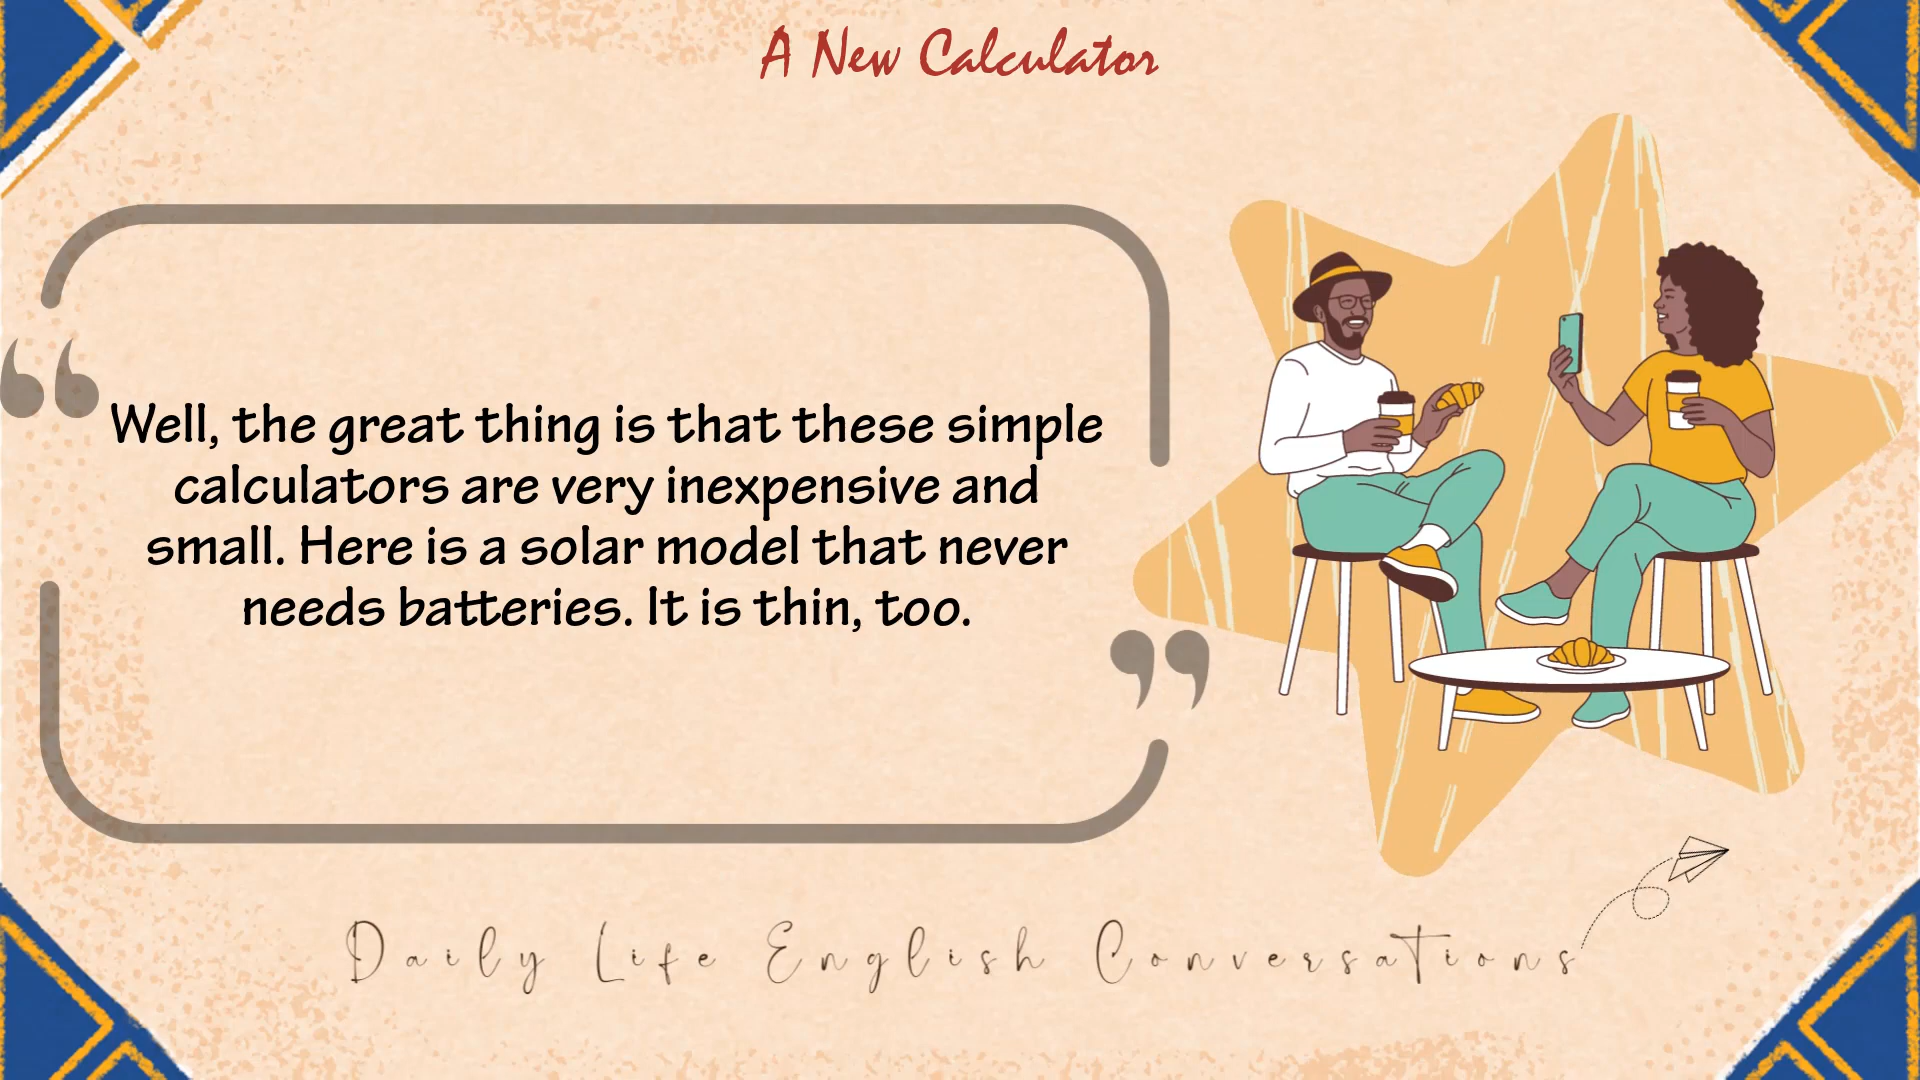 A New Calculator
Well, the great thing is that these simple
calculators are very inexpensive and
small. Here is a solar model that never
needs batteries. It is thin, too.
Daily Life English Conversations